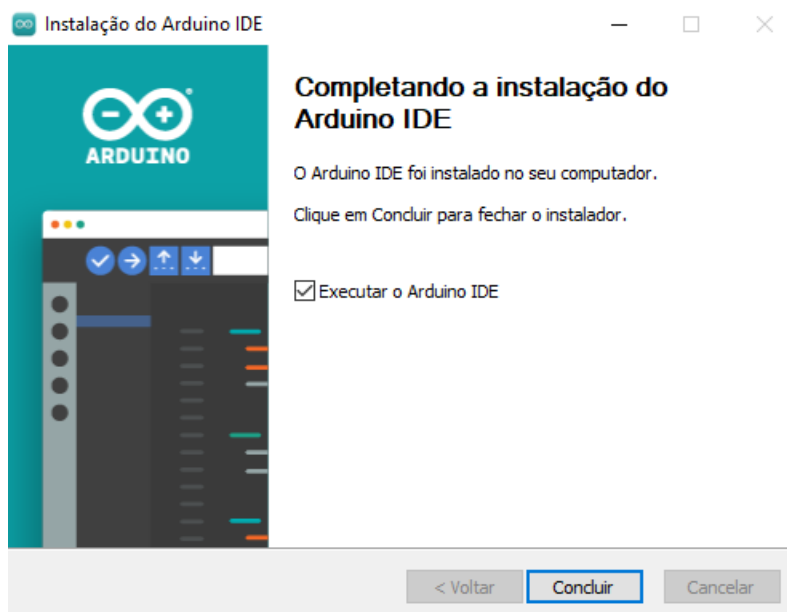 Instalação do Arduino IDE
ARDUINO
Completando a instalação do
Arduino IDE
O Arduino IDE foi instalado no seu computador.
Clique em Concluir para fechar o instalador.
Executar o Arduino IDE
< Voltar
Concluir
Cancelar